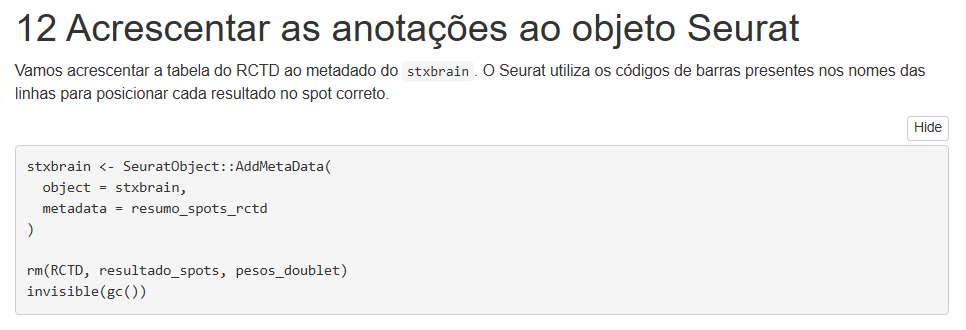 12 Acrescentar as anotações ao objeto Seurat
Vamos acrescentar a tabela do RCTD ao metadado do stxbrain. O Seurat utiliza os códigos de barras presentes nos nomes das
linhas para posicionar cada resultado no spot correto.
Hide
stxbrain <- SeuratObject::AddMetaData(
  object = stxbrain,
  metadata = resumo_spots_rctd
)
rm(RCTD, resultado_spots, pesos_doublet)
invisible(gc())